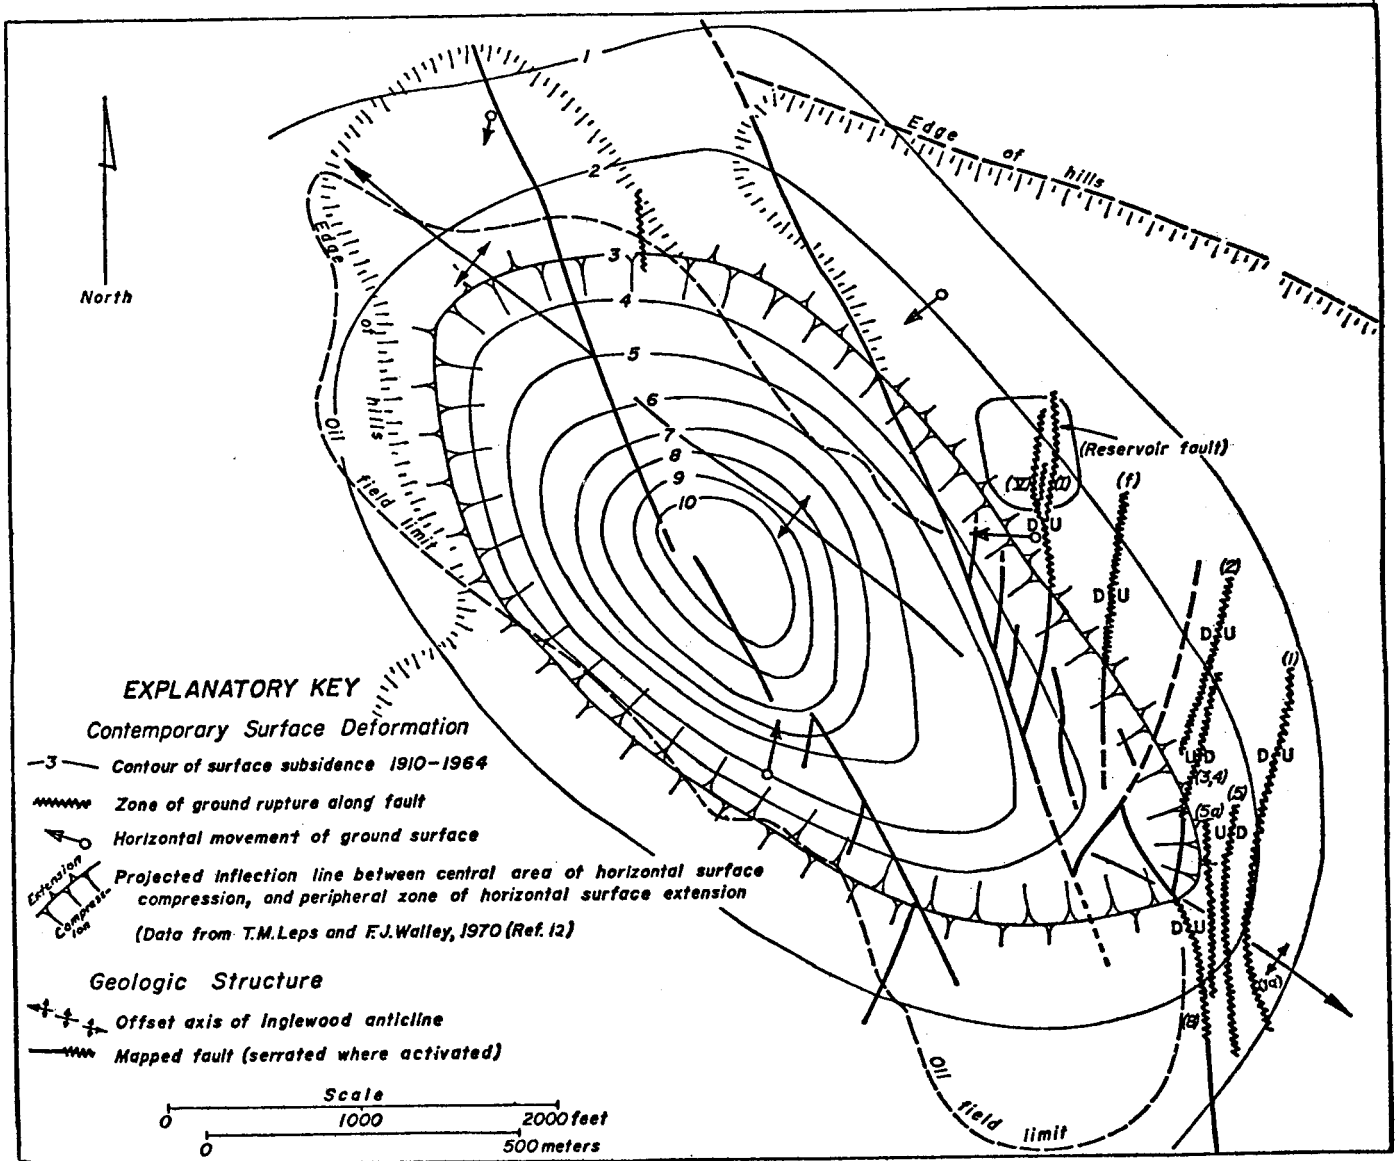 1
Edge
of
hills
2
Edge
of
hills
North
3
4
5
6
7
8
9
10
Oil
field
limit
(Reservoir fault)
(V)
(I)
D U
(f)
D U
(2)
D U
(1)
D U
U D
(3,4)
(5)
(5a)
U D
D U
(1a)
(8)
Oil
field
limit
EXPLANATORY KEY
Contemporary Surface Deformation
3 Contour of surface subsidence 1910-1964
Zone of ground rupture along fault
Horizontal movement of ground surface
Extension
Compress-
ion
Projected inflection line between central area of horizontal surface
compression, and peripheral zone of horizontal surface extension
(Data from T.M.Leps and F.J.Walley, 1970 (Ref. 12)
Geologic Structure
Offset axis of Inglewood anticline
Mapped fault (serrated where activated)
Scale
0 1000 2000 feet
0 500 meters